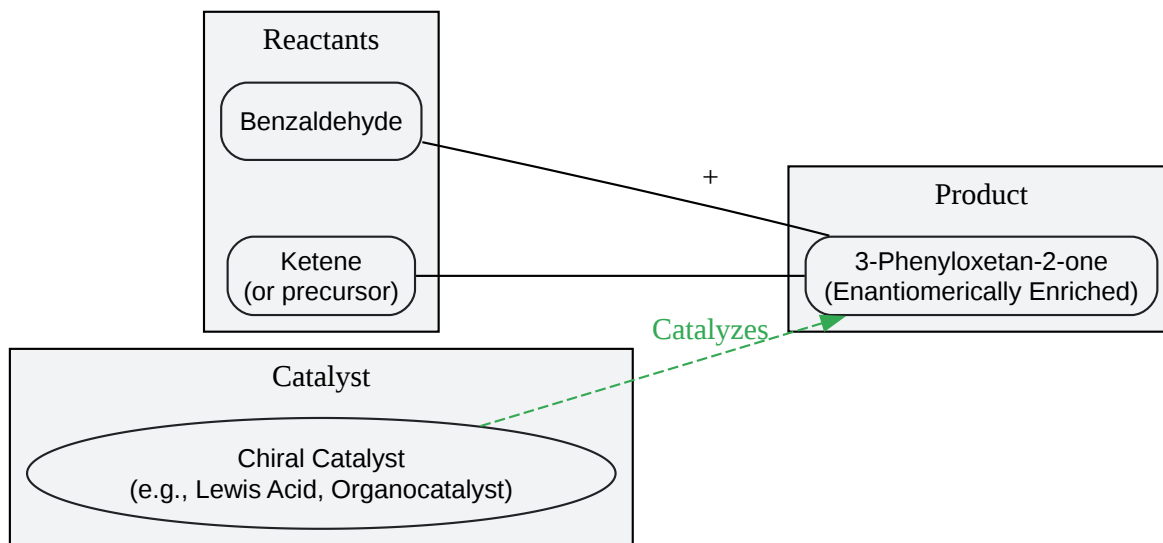 Reactants
Benzaldehyde
+
Product
Ketene
(or precursor)
3-Phenyloxetan-2-one
(Enantiomerically Enriched)
Catalyzes
Catalyst
Chiral Catalyst
(e.g., Lewis Acid, Organocatalyst)